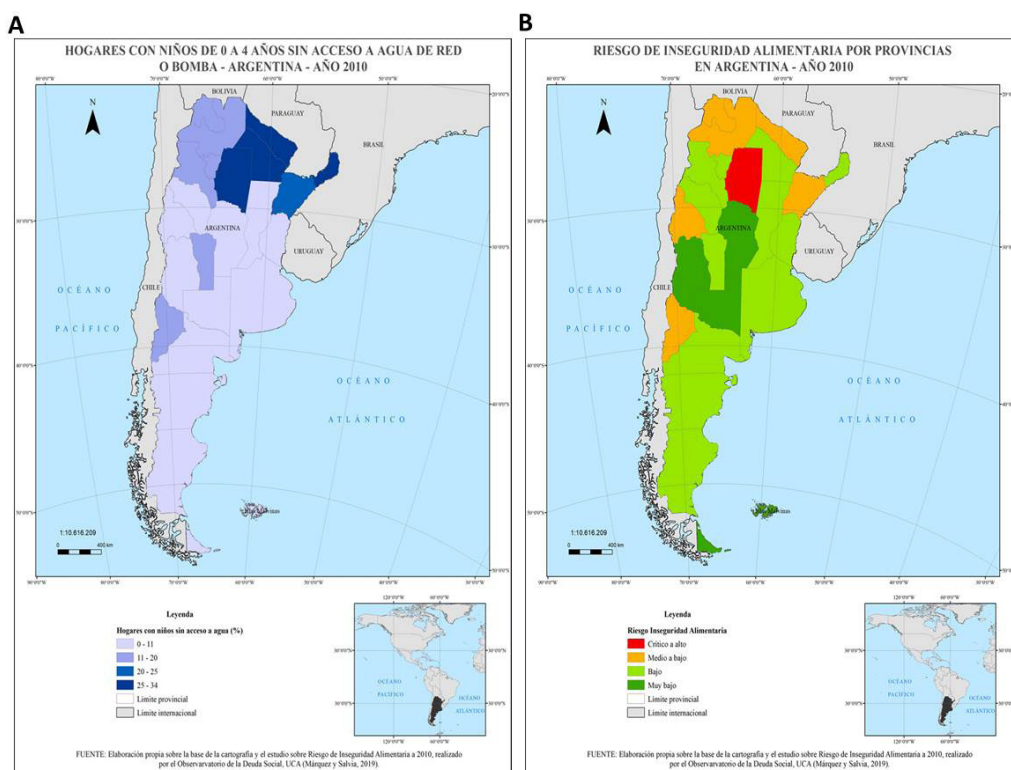 A
HOGARES CON NIÑOS DE 0 A 4 AÑOS SIN ACCESO A AGUA DE RED
O BOMBA - ARGENTINA - AÑO 2010
N
BOLIVIA
PARAGUAY
BRASIL
ARGENTINA
URUGUAY
CHILE
OCÉANO
PACÍFICO
OCÉANO
ATLÁNTICO
1:10.616.209
0 400 km
Leyenda
Hogares con niños sin acceso a agua (%)
0 - 11
11 - 20
20 - 25
25 - 34
Limite provincial
Limite internacional
OCÉANO
PACÍFICO
OCÉANO
ATLÁNTICO
FUENTE: Elaboración propia sobre la base de la cartografía y el estudio sobre Riesgo de Inseguridad Alimentaria a 2010, realizado
por el Obsarvarvatorio de la Deuda Social, UCA (Márquez y Salvia, 2019).
B
RIESGO DE INSEGURIDAD ALIMENTARIA POR PROVINCIAS
EN ARGENTINA - AÑO 2010
N
BOLIVIA
PARAGUAY
BRASIL
ARGENTINA
URUGUAY
CHILE
OCÉANO
PACÍFICO
OCÉANO
ATLÁNTICO
1:10.616.209
0 400 km
Leyenda
Riesgo Inseguridad Alimentaria
Crítico a alto
Medio a bajo
Bajo
Muy bajo
Limite provincial
Limite internacional
OCÉANO
PACÍFICO
OCÉANO
ATLÁNTICO
FUENTE: Elaboración propia sobre la base de la cartografía y el estudio sobre Riesgo de Inseguridad Alimentaria a 2010, realizado
por el Obsarvarvatorio de la Deuda Social, UCA (Márquez y Salvia, 2019).